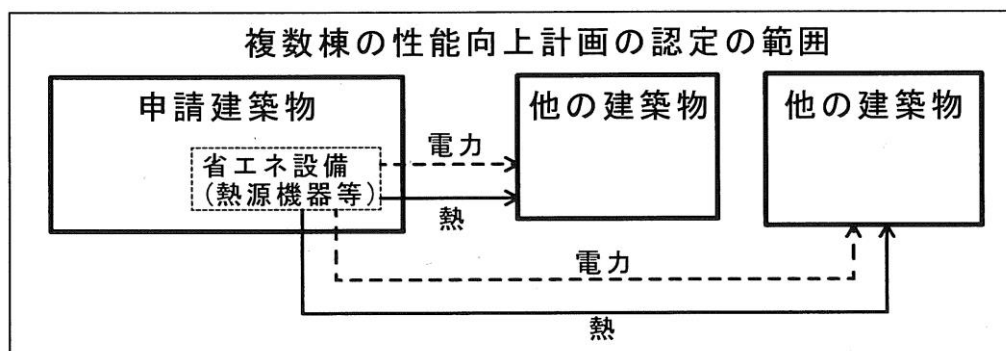 複数棟の性能向上計画の認定の範囲
申請建築物
他の建築物
他の建築物
省エネ設備
(熱源機器等)
電力
熱
電力
熱